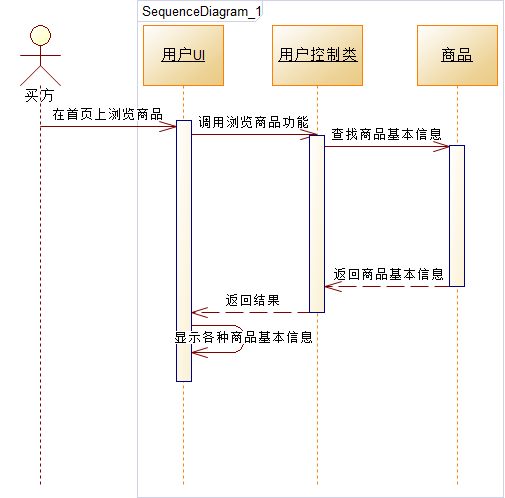 SequenceDiagram_1
用户UI
用户控制类
商品
买方
在首页上浏览商品
调用浏览商品功能
查找商品基本信息
返回商品基本信息
返回结果
显示各种商品基本信息